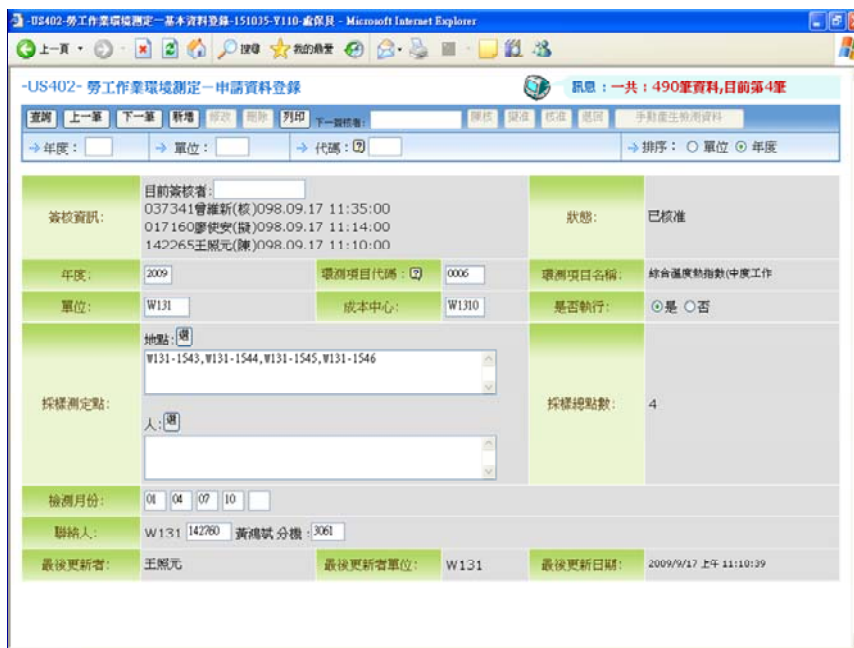 -US402-勞工作業環境測定－基本資料登錄-151035-Y110-盧保良 - Microsoft Internet Explorer
上一頁 搜尋 我的最愛
-US402- 勞工作業環境測定－申請資料登錄 訊息：一共：490筆資料,目前第4筆
查詢 上一筆 下一筆 新增 修改 刪除 列印 下一簽核者: 陳核 擬准 核准 退回 手動產生檢測資料
年度： 單位： 代碼： ? 排序： 單位 年度
簽核資訊:
目前簽核者:
037341曾維新(核)098.09.17 11:35:00
017160廖使安(擬)098.09.17 11:14:00
142265王照元(陳)098.09.17 11:10:00
狀態: 已核准
年度: 2009 環測項目代碼： ? 0006 環測項目名稱: 綜合溫度熱指數(中度工作
單位: W131 成本中心: W1310 是否執行: 是 否
採樣測定點:
地點: 選
W131-1543,W131-1544,W131-1545,W131-1546
人: 選
採樣總點數: 4
檢測月份: 01 04 07 10
聯絡人: W131 142760 黃鴻斌 分機：3061
最後更新者: 王照元 最後更新者單位: W131 最後更新日期: 2009/9/17 上午 11:10:39